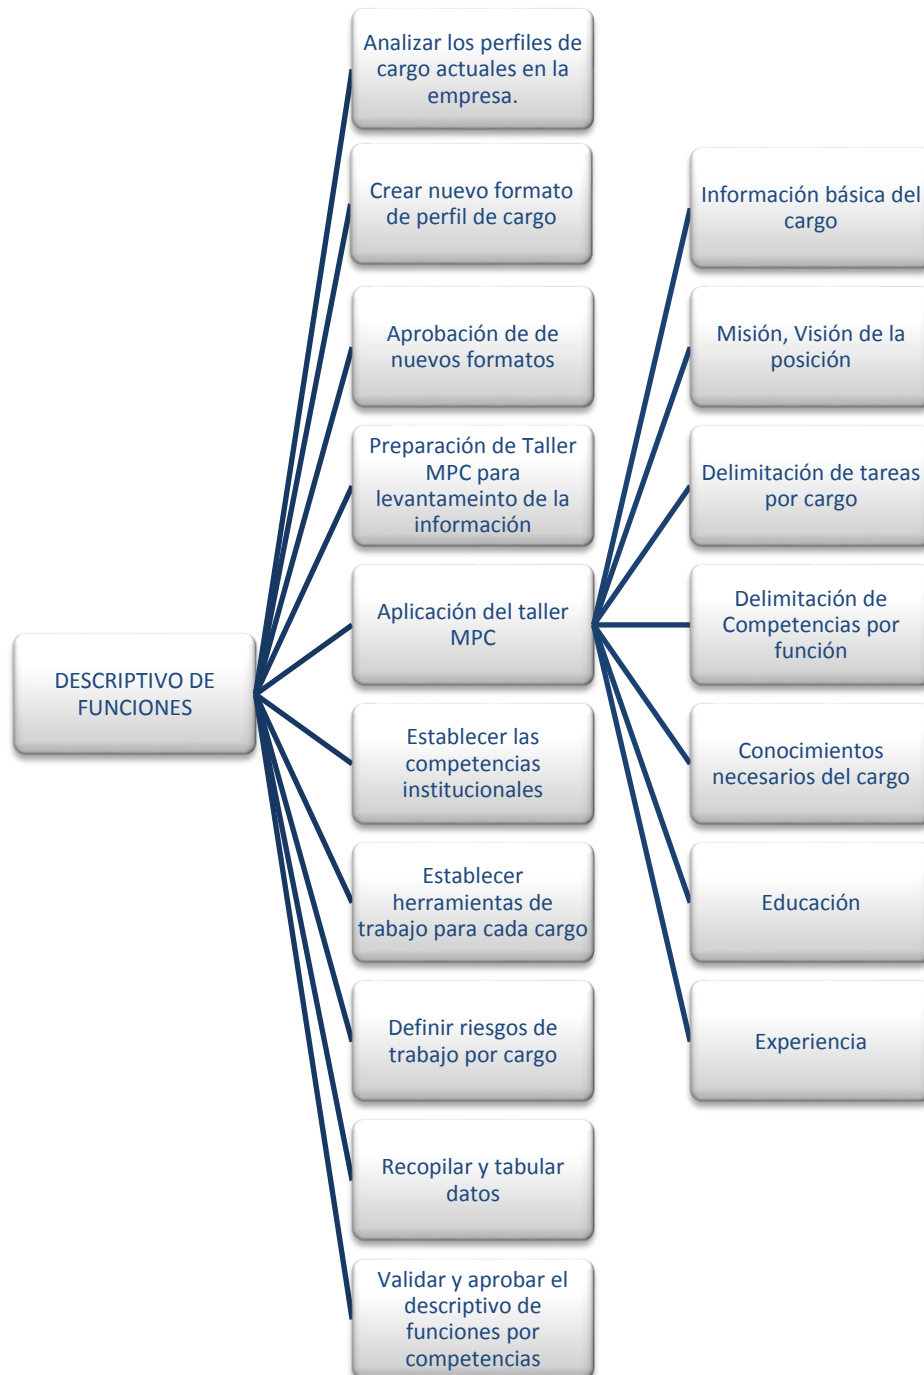 Analizar los perfiles de
cargo actuales en la
empresa.
Crear nuevo formato
de perfil de cargo
Aprobación de de
nuevos formatos
Preparación de Taller
MPC para
levantameinto de la
información
Aplicación del taller
MPC
DESCRIPTIVO DE
FUNCIONES
Establecer las
competencias
institucionales
Establecer
herramientas de
trabajo para cada cargo
Definir riesgos de
trabajo por cargo
Recopilar y tabular
datos
Validar y aprobar el
descriptivo de
funciones por
competencias
Información básica del
cargo
Misión, Visión de la
posición
Delimitación de tareas
por cargo
Delimitación de
Competencias por
función
Conocimientos
necesarios del cargo
Educación
Experiencia